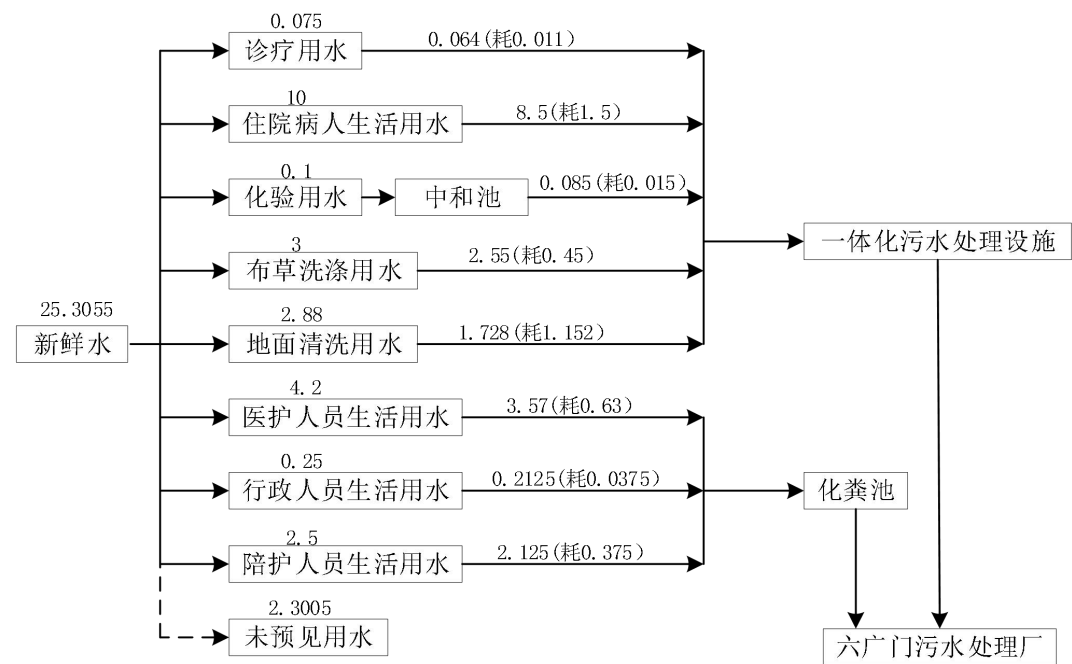 0.075
诊疗用水
0.064(耗0.011)
10
住院病人生活用水
8.5(耗1.5)
0.1
化验用水
中和池
0.085(耗0.015)
3
布草洗涤用水
2.55(耗0.45)
一体化污水处理设施
25.3055
新鲜水
2.88
地面清洗用水
1.728(耗1.152)
4.2
医护人员生活用水
3.57(耗0.63)
0.25
行政人员生活用水
0.2125(耗0.0375)
化粪池
2.5
陪护人员生活用水
2.125(耗0.375)
2.3005
未预见用水
六广门污水处理厂